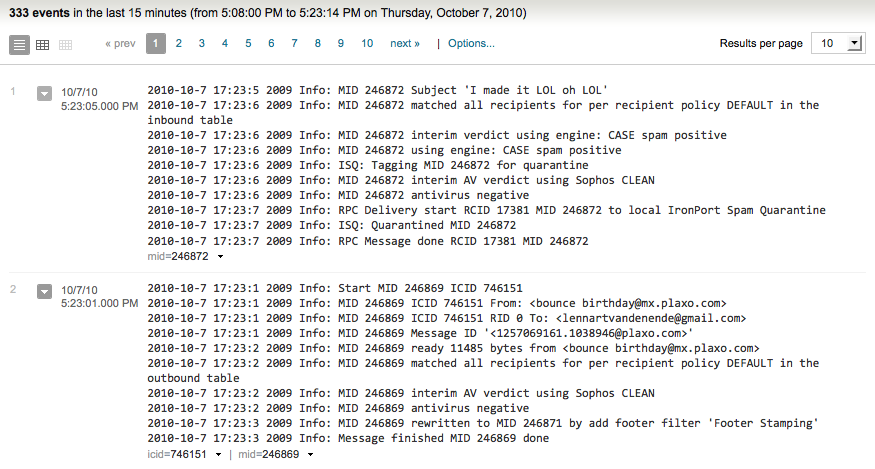 333 events in the last 15 minutes (from 5:08:00 PM to 5:23:14 PM on Thursday, October 7, 2010)
« prev 1 2 3 4 5 6 7 8 9 10 next » | Options... Results per page 10
1 10/7/10 2010-10-7 17:23:5 2009 Info: MID 246872 Subject 'I made it LOL oh LOL'
5:23:05.000 PM 2010-10-7 17:23:6 2009 Info: MID 246872 matched all recipients for per recipient policy DEFAULT in the
inbound table
2010-10-7 17:23:6 2009 Info: MID 246872 interim verdict using engine: CASE spam positive
2010-10-7 17:23:6 2009 Info: MID 246872 using engine: CASE spam positive
2010-10-7 17:23:6 2009 Info: ISQ: Tagging MID 246872 for quarantine
2010-10-7 17:23:6 2009 Info: MID 246872 interim AV verdict using Sophos CLEAN
2010-10-7 17:23:6 2009 Info: MID 246872 antivirus negative
2010-10-7 17:23:7 2009 Info: RPC Delivery start RCID 17381 MID 246872 to local IronPort Spam Quarantine
2010-10-7 17:23:7 2009 Info: ISQ: Quarantined MID 246872
2010-10-7 17:23:7 2009 Info: RPC Message done RCID 17381 MID 246872
mid=246872
2 10/7/10 2010-10-7 17:23:1 2009 Info: Start MID 246869 ICID 746151
5:23:01.000 PM 2010-10-7 17:23:1 2009 Info: MID 246869 ICID 746151 From: <bounce birthday@mx.plaxo.com>
2010-10-7 17:23:1 2009 Info: MID 246869 ICID 746151 RID 0 To: <lennartvandenende@gmail.com>
2010-10-7 17:23:1 2009 Info: MID 246869 Message ID '<1257069161.1038946@plaxo.com>'
2010-10-7 17:23:2 2009 Info: MID 246869 ready 11485 bytes from <bounce birthday@mx.plaxo.com>
2010-10-7 17:23:2 2009 Info: MID 246869 matched all recipients for per recipient policy DEFAULT in the
outbound table
2010-10-7 17:23:2 2009 Info: MID 246869 interim AV verdict using Sophos CLEAN
2010-10-7 17:23:2 2009 Info: MID 246869 antivirus negative
2010-10-7 17:23:3 2009 Info: MID 246869 rewritten to MID 246871 by add footer filter 'Footer Stamping'
2010-10-7 17:23:3 2009 Info: Message finished MID 246869 done
icid=746151 | mid=246869